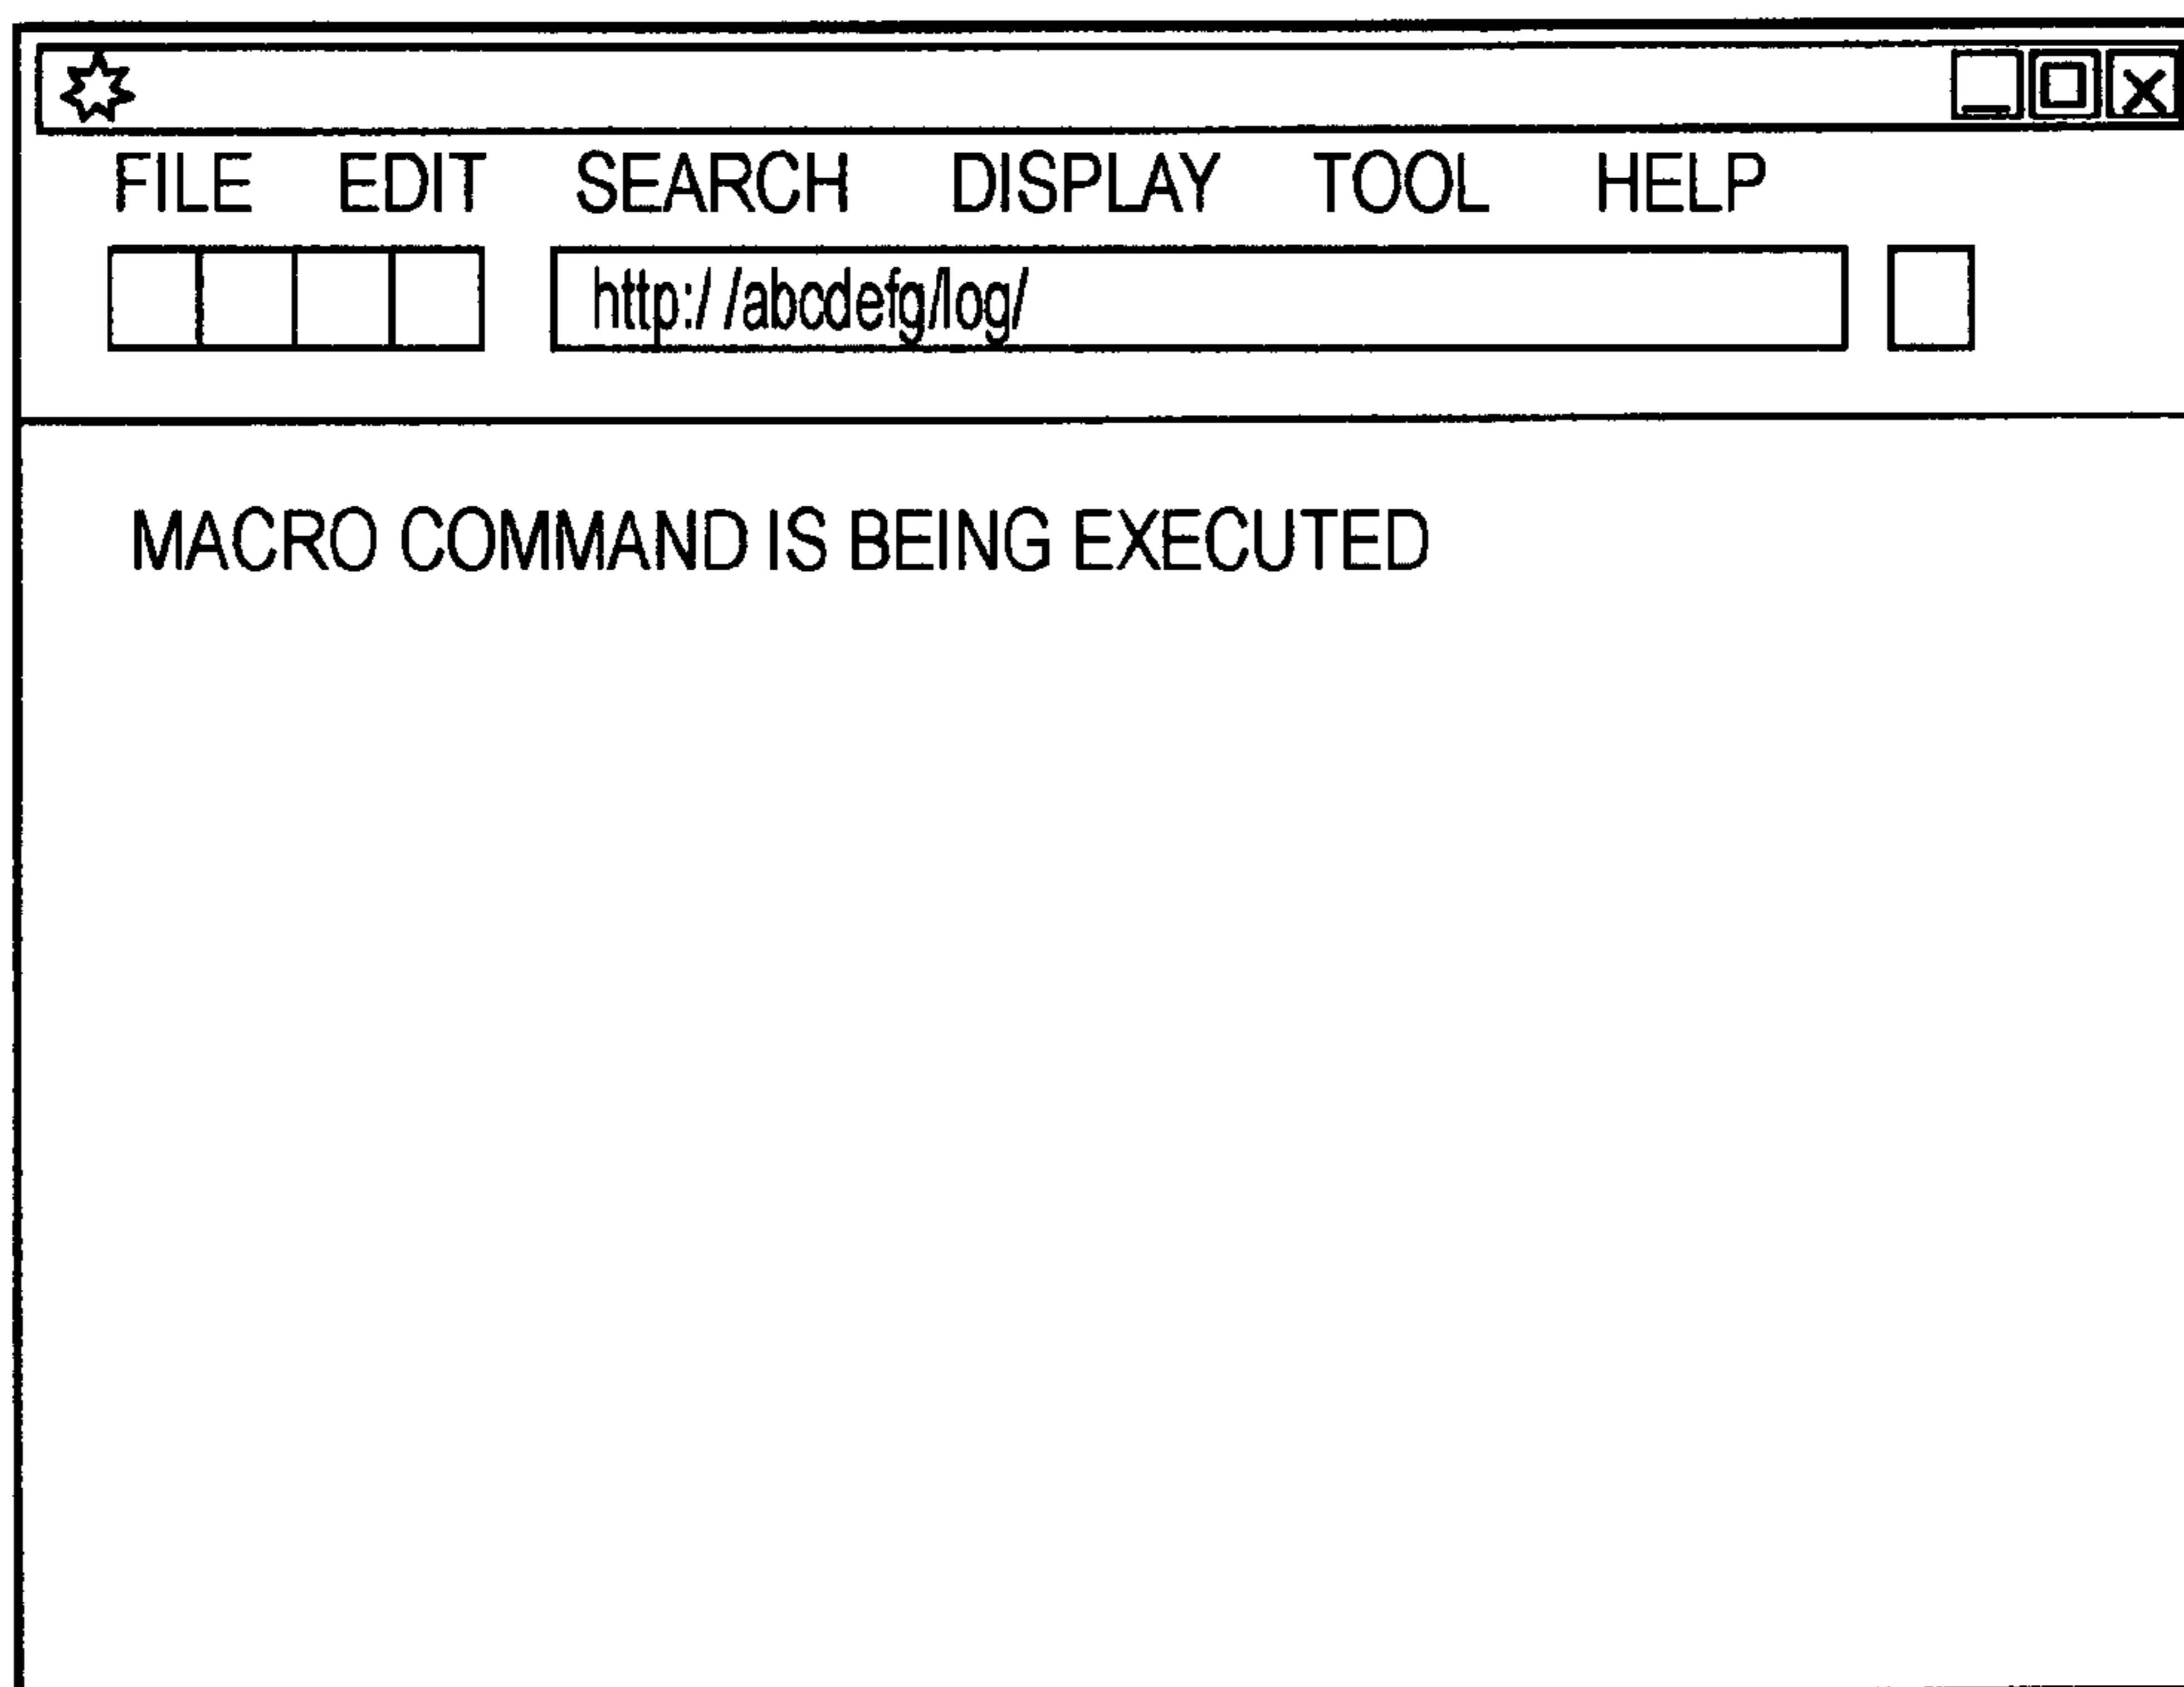 FILE EDIT SEARCH DISPLAY TOOL HELP
http://abcdefg/log/
MACRO COMMAND IS BEING EXECUTED